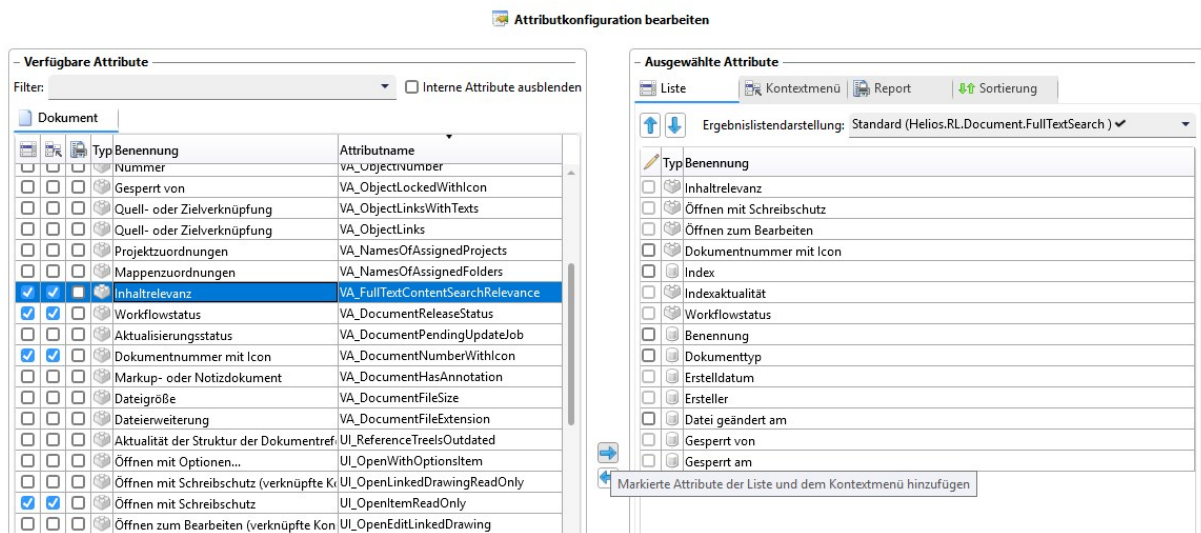 Attributkonfiguration bearbeiten
Verfügbare Attribute
Filter:
Interne Attribute ausblenden
Dokument
Typ Benennung Attributname
Nummer VA_ObjectNumber
Gesperrt von VA_ObjectLockedWithIcon
Quell- oder Zielverknüpfung VA_ObjectLinksWithTexts
Quell- oder Zielverknüpfung VA_ObjectLinks
Projektzuordnungen VA_NamesOfAssignedProjects
Mappenzuordnungen VA_NamesOfAssignedFolders
Inhaltrelevanz VA_FullTextContentSearchRelevance
Workflowstatus VA_DocumentReleaseStatus
Aktualisierungsstatus VA_DocumentPendingUpdateJob
Dokumentnummer mit Icon VA_DocumentNumberWithIcon
Markup- oder Notizdokument VA_DocumentHasAnnotation
Dateigröße VA_DocumentFileSize
Dateierweiterung VA_DocumentFileExtension
Aktualität der Struktur der Dokumentref UI_ReferenceTreeIsOutdated
Öffnen mit Optionen... UI_OpenWithOptionsItem
Öffnen mit Schreibschutz (verknüpfte Ko UI_OpenLinkedDrawingReadOnly
Öffnen mit Schreibschutz UI_OpenItemReadOnly
Öffnen zum Bearbeiten (verknüpfte Kon UI_OpenEditLinkedDrawing
Ausgewählte Attribute
Liste Kontextmenü Report Sortierung
Ergebnislistendarstellung: Standard (Helios.RL.Document.FullTextSearch )
Typ Benennung
Inhaltrelevanz
Öffnen mit Schreibschutz
Öffnen zum Bearbeiten
Dokumentnummer mit Icon
Index
Indexaktualität
Workflowstatus
Benennung
Dokumenttyp
Erstelldatum
Ersteller
Datei geändert am
Gesperrt von
Gesperrt am
Markierte Attribute der Liste und dem Kontextmenü hinzufügen